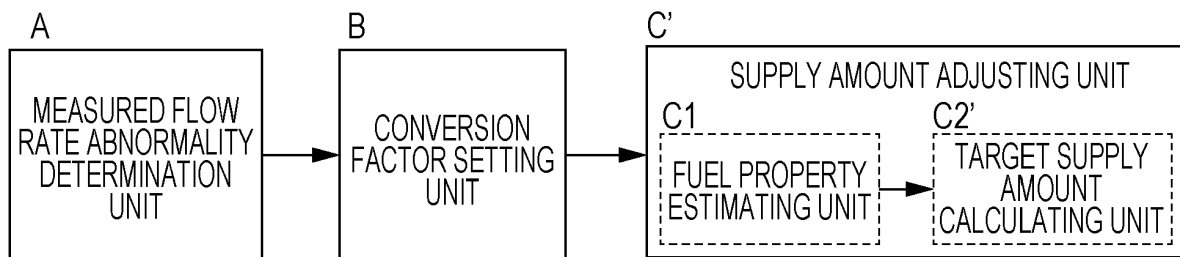 A
MEASURED FLOW
RATE ABNORMALITY
DETERMINATION
UNIT
B
CONVERSION
FACTOR SETTING
UNIT
C'
SUPPLY AMOUNT ADJUSTING UNIT
C1
FUEL PROPERTY
ESTIMATING UNIT
C2'
TARGET SUPPLY
AMOUNT
CALCULATING UNIT